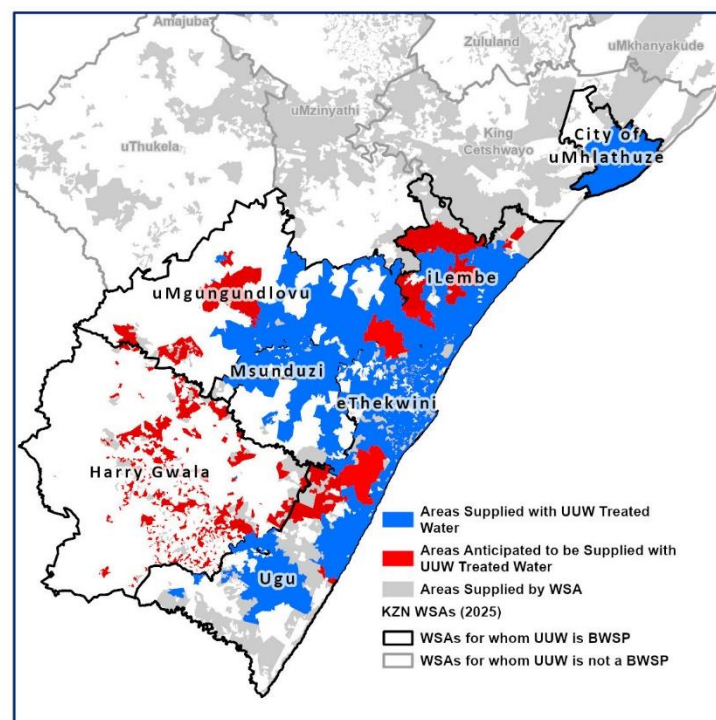 Amajuba
Zululand
uMkhanyakude
uMzinyathi
City of
uMhlathuze
uThukela
King
Cetshwayo
iLembe
uMgungundlovu
Msunduzi
eThekwini
Harry Gwala
Ugu
Areas Supplied with UUW Treated
Water
Areas Anticipated to be Supplied with
UUW Treated Water
Areas Supplied by WSA
KZN WSAs (2025)
WSAs for whom UUW is BWSP
WSAs for whom UUW is not a BWSP